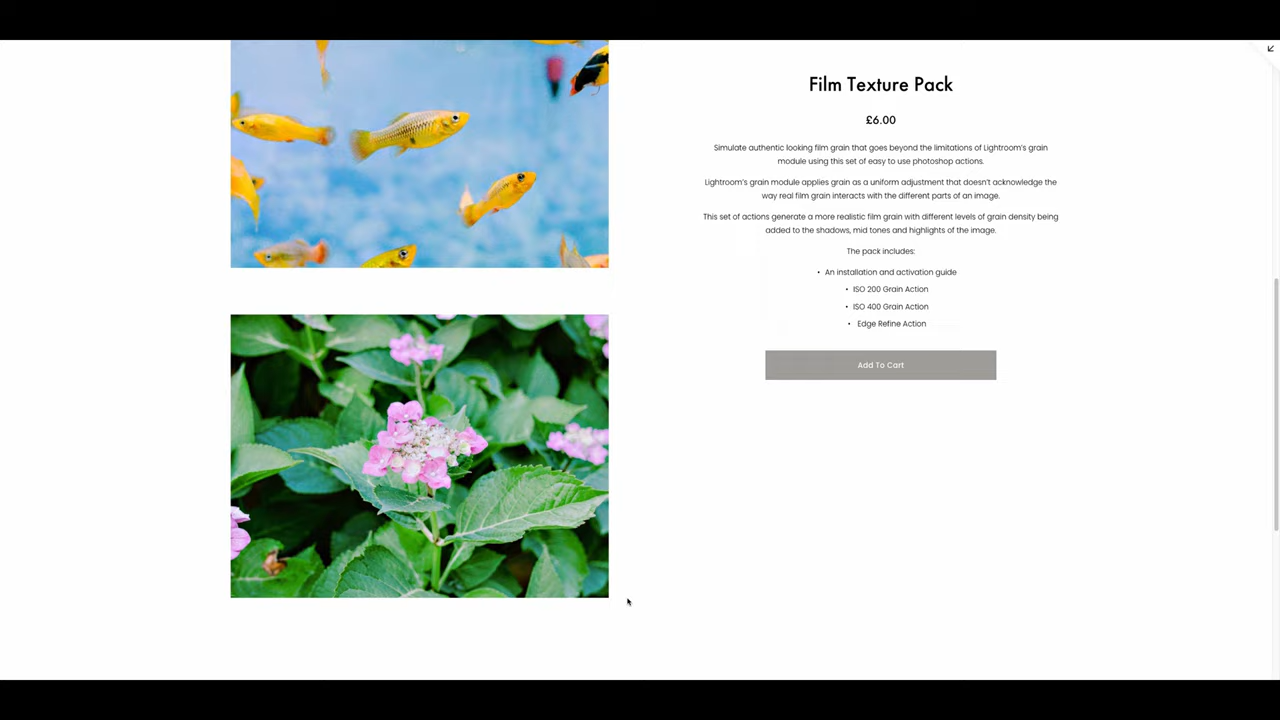 Film Texture Pack
£6.00
Simulate authentic looking film grain that goes beyond the limitations of Lightroom's grain
module using this set of easy to use photoshop actions.
Lightroom's grain module applies grain as a uniform adjustment that doesn't acknowledge the
way real film grain interacts with the different parts of an image.
This set of actions generate a more realistic film grain with different levels of grain density being
added to the shadows, mid tones and highlights of the image.
The pack includes:
• An installation and activation guide
• ISO 200 Grain Action
• ISO 400 Grain Action
• Edge Refine Action
Add To Cart